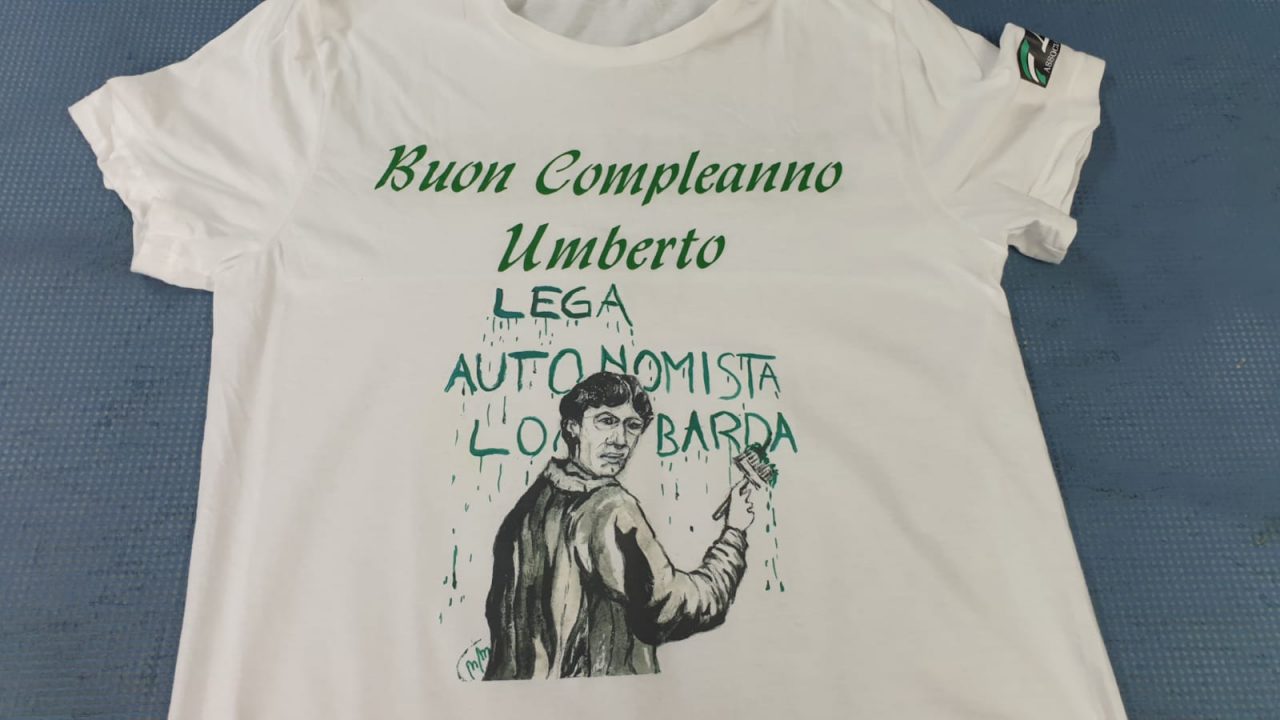 Buon Compleanno
Umberto
LEGA
AUTONOMISTA
LO BARDA